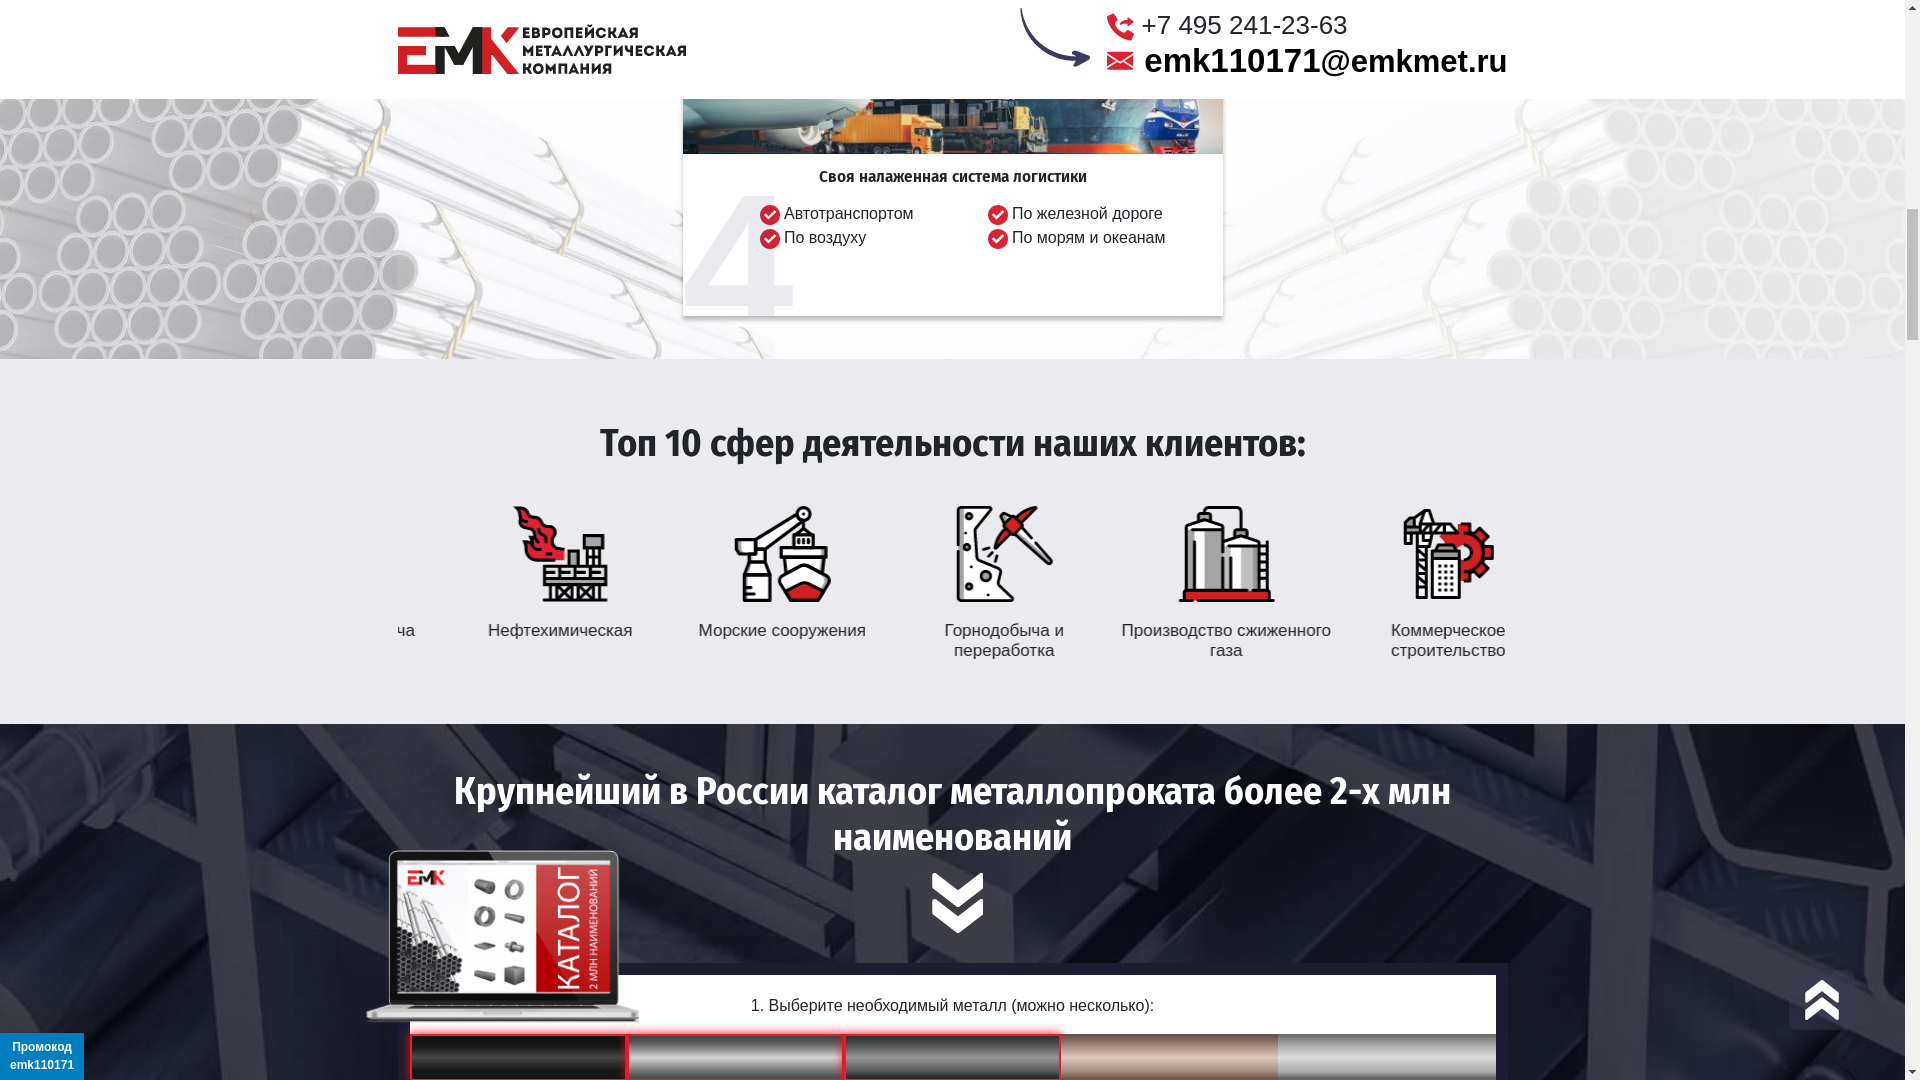 ЕВРОПЕЙСКАЯ
МЕТАЛЛУРГИЧЕСКАЯ
КОМПАНИЯ
ЕМК
+7 495 241-23-63
emk110171@emkmet.ru
4
Своя налаженная система логистики
Автотранспортом
По железной дороге
По воздуху
По морям и океанам
Топ 10 сфер деятельности наших клиентов:
ча
Нефтехимическая
Морские сооружения
Горнодобыча и
переработка
Производство сжиженного
газа
Коммерческое
строительство
Крупнейший в России каталог металлопроката более 2-х млн
наименований
ЕМК
КАТАЛОГ
2 МЛН НАИМЕНОВАНИЙ
1. Выберите необходимый металл (можно несколько):
Промокод
emk110171